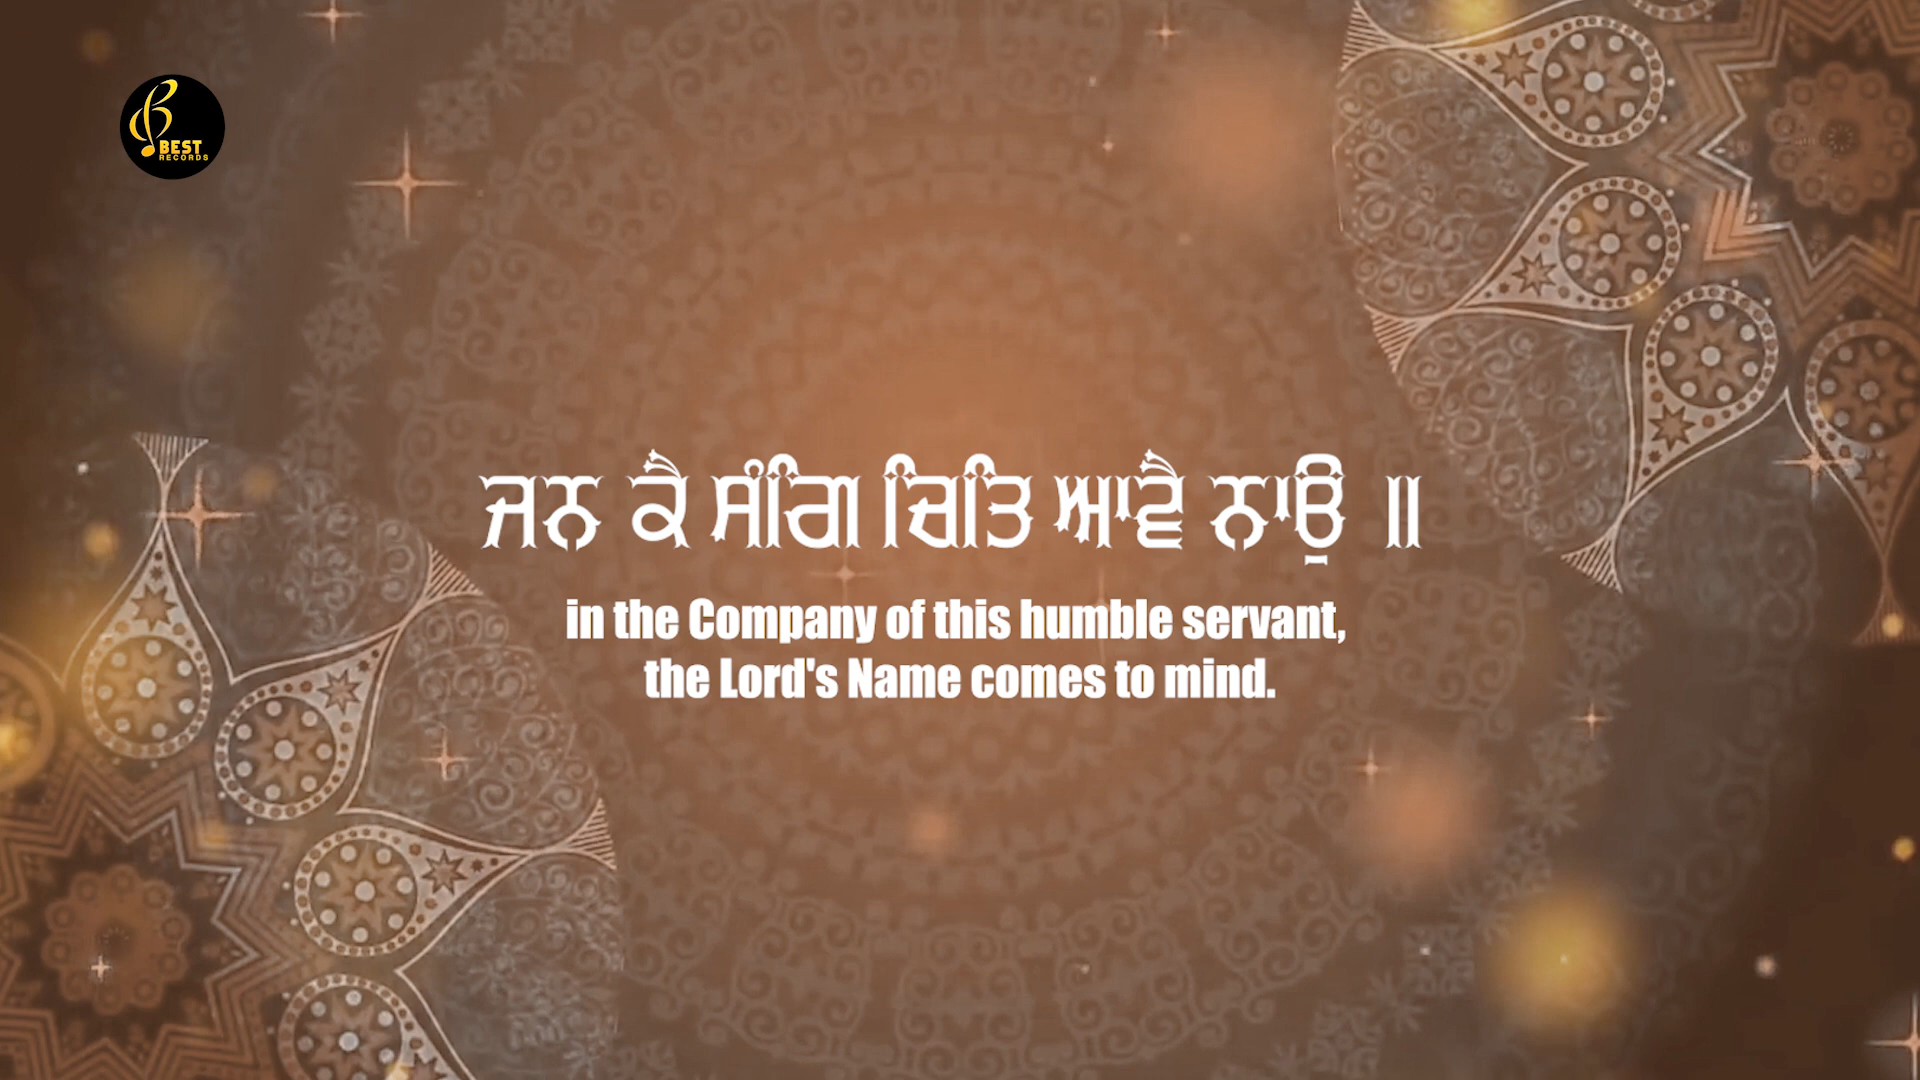 BEST
RECORDS
ਜਨ ਕੈ ਸੰਗਿ ਚਿਤਿ ਆਵੈ ਨਾਉ ॥
in the Company of this humble servant,
the Lord's Name comes to mind.